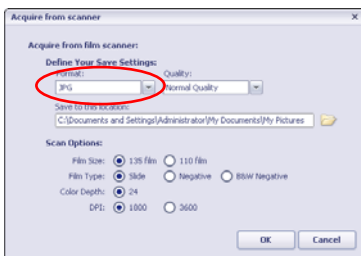 Acquire from scanner
Acquire from film scanner:
Define Your Save Settings:
Format: Quality:
JPG Normal Quality
Save to this location:
C:\Documents and Settings\Administrator\My Documents\My Pictures
Scan Options:
Film Size: 135 film 110 film
Film Type: Slide Negative B&W Negative
Color Depth: 24
DPI: 1800 3600
OK Cancel